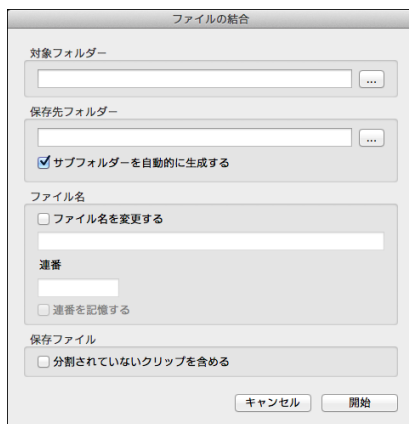 ファイルの結合
対象フォルダー
...
保存先フォルダー
...
サブフォルダーを自動的に生成する
ファイル名
ファイル名を変更する
連番
連番を記憶する
保存ファイル
分割されていないクリップを含める
キャンセル
開始